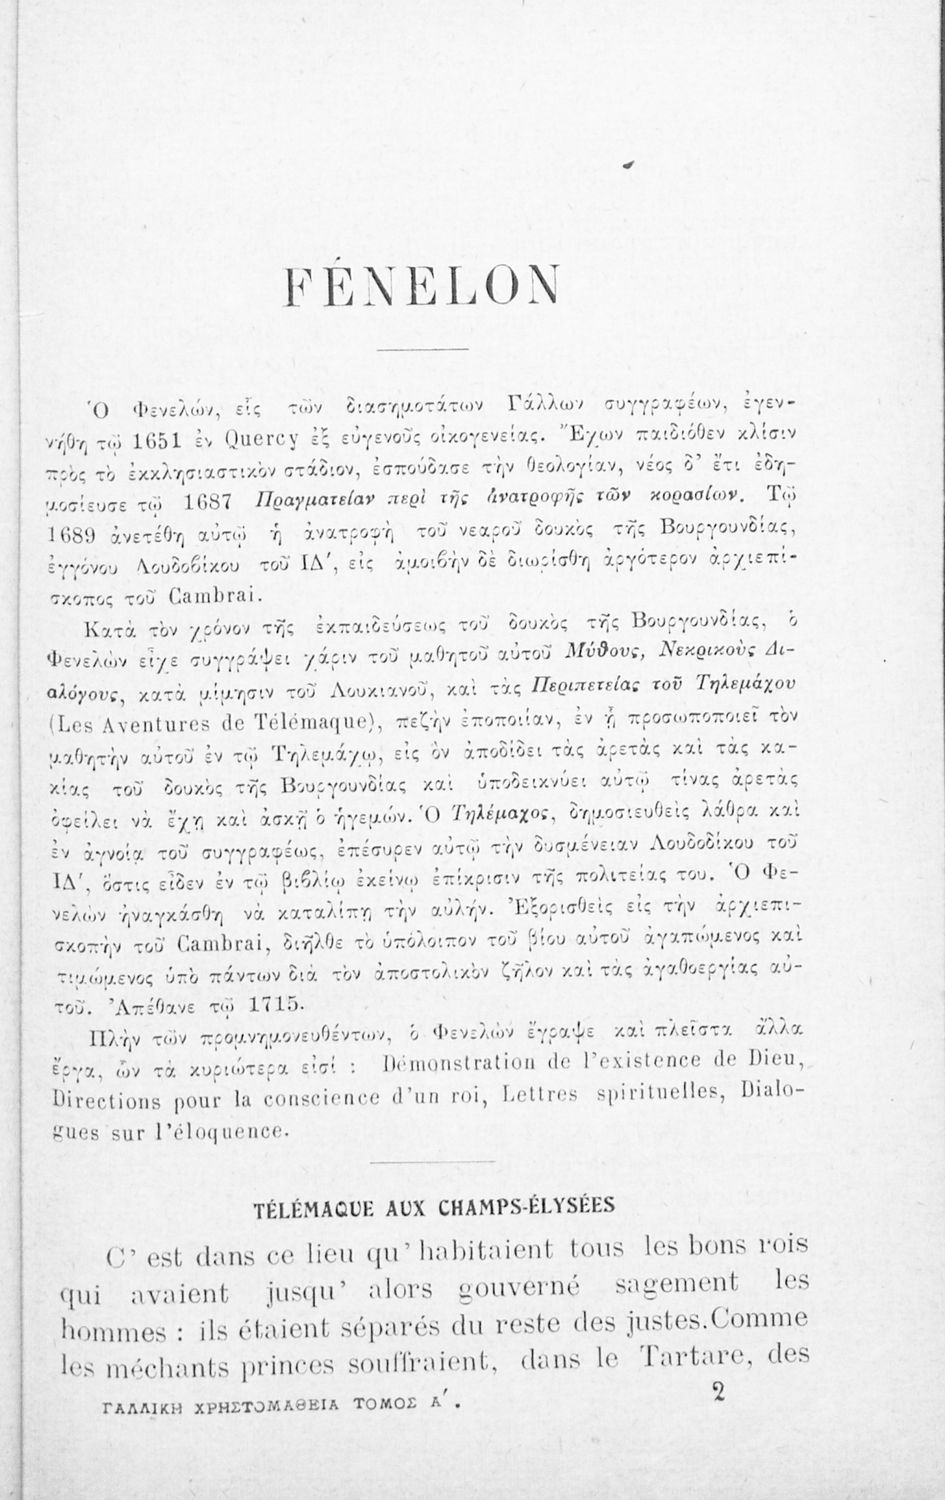 FÉNELON
Ὁ Φενελών, εἷς τῶν διασημοτάτων Γάλλων συγγραφέων, ἐγεν-
νήθη τῷ 1651 ἐν Quercy ἐξ εὐγενοῦς οἰκογενείας. Ἔχων παιδιόθεν κλίσιν
πρὸς τὸ ἐκκλησιαστικὸν στάδιον, ἐσπούδασε τὴν θεολογίαν, νέος δ’ ἔτι ἐδη-
μοσίευσε τῷ 1687 Πραγματείαν περὶ τῆς ἀνατροφῆς τῶν κορασίων. Τῷ
1689 ἀνετέθη αὐτῷ ἡ ἀνατροφὴ τοῦ νεαροῦ δουκὸς τῆς Βουργουνδίας,
ἐγγόνου Λουδοβίκου τοῦ ΙΔ′, εἰς ἀμοιβὴν δὲ διωρίσθη ἀργότερον ἀρχιεπί-
σκοπος τοῦ Cambrai.
Κατὰ τὸν χρόνον τῆς ἐκπαιδεύσεως τοῦ δουκὸς τῆς Βουργουνδίας, ὁ
Φενελὼν εἶχε συγγράψει χάριν τοῦ μαθητοῦ αὐτοῦ Μύθους, Νεκρικοὺς Δι-
αλόγους, κατὰ μίμησιν τοῦ Λουκιανοῦ, καὶ τὰς Περιπετείας τοῦ Τηλεμάχου
(Les Aventures de Télémaque), πεζὴν ἐποποιίαν, ἐν ᾗ προσωποποιεῖ τὸν
μαθητὴν αὐτοῦ ἐν τῷ Τηλεμάχῳ, εἰς ὃν ἀποδίδει τὰς ἀρετὰς καὶ τὰς κα-
κίας τοῦ δουκὸς τῆς Βουργουνδίας καὶ ὑποδεικνύει αὐτῷ τίνας ἀρετὰς
ὀφείλει νὰ ἔχῃ καὶ ἀσκῇ ὁ ἡγεμών. Ὁ Τηλέμαχος, δημοσιευθεὶς λάθρα καὶ
ἐν ἀγνοίᾳ τοῦ συγγραφέως, ἐπέσυρεν αὐτῷ τὴν δυσμένειαν Λουδοδίκου τοῦ
ΙΔ′, ὅστις εἶδεν ἐν τῷ βιβλίῳ ἐκείνῳ ἐπίκρισιν τῆς πολιτείας του. Ὁ Φε-
νελὼν ἠναγκάσθη νὰ καταλίπῃ τὴν αὐλήν. Ἐξορισθεὶς εἰς τὴν ἀρχιεπι-
σκοπὴν τοῦ Cambrai, διῆλθε τὸ ὑπόλοιπον τοῦ βίου αὐτοῦ ἀγαπώμενος καὶ
τιμώμενος ὑπὸ πάντων διὰ τὸν ἀποστολικὸν ζῆλον καὶ τὰς ἀγαθοεργίας αὐ-
τοῦ. Ἀπέθανε τῷ 1715.
Πλὴν τῶν προμνημονευθέντων, ὁ Φενελὼν ἔγραψε καὶ πλεῖστα ἄλλα
ἔργα, ὧν τὰ κυριώτερα εἰσί : Démonstration de l’existence de Dieu,
Directions pour la conscience d’un roi, Lettres spirituelles, Dialo-
gues sur l’éloquence.
TÉLÉMAQUE AUX CHAMPS-ÉLYSÉES
C’ est dans ce lieu qu’ habitaient tous les bons rois
qui avaient jusqu’ alors gouverné sagement les
hommes : ils étaient séparés du reste des justes.Comme
les méchants princes souffraient, dans le Tartare, des
ΓΑΛΛΙΚΗ ΧΡΗΣΤΟΜΑΘΕΙΑ ΤΟΜΟΣ Α′. 2